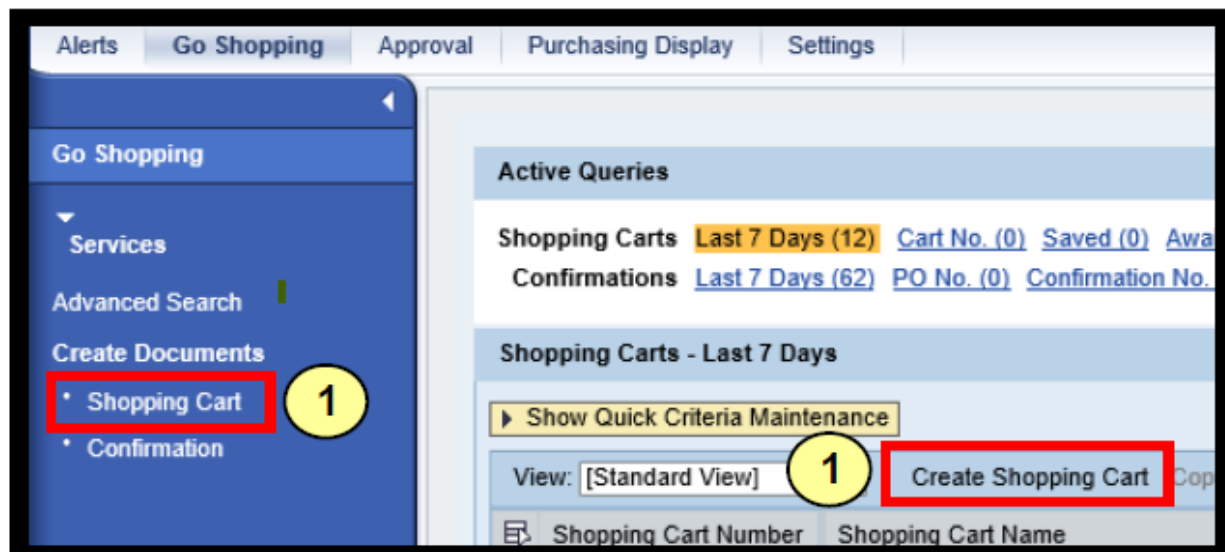 Alerts Go Shopping Approval Purchasing Display Settings
Go Shopping
Services
Advanced Search
Create Documents
• Shopping Cart 1
• Confirmation
Active Queries
Shopping Carts Last 7 Days (12) Cart No. (0) Saved (0) Awa
Confirmations Last 7 Days (62) PO No. (0) Confirmation No.
Shopping Carts - Last 7 Days
Show Quick Criteria Maintenance
View: [Standard View] 1 Create Shopping Cart Cop
Shopping Cart Number Shopping Cart Name